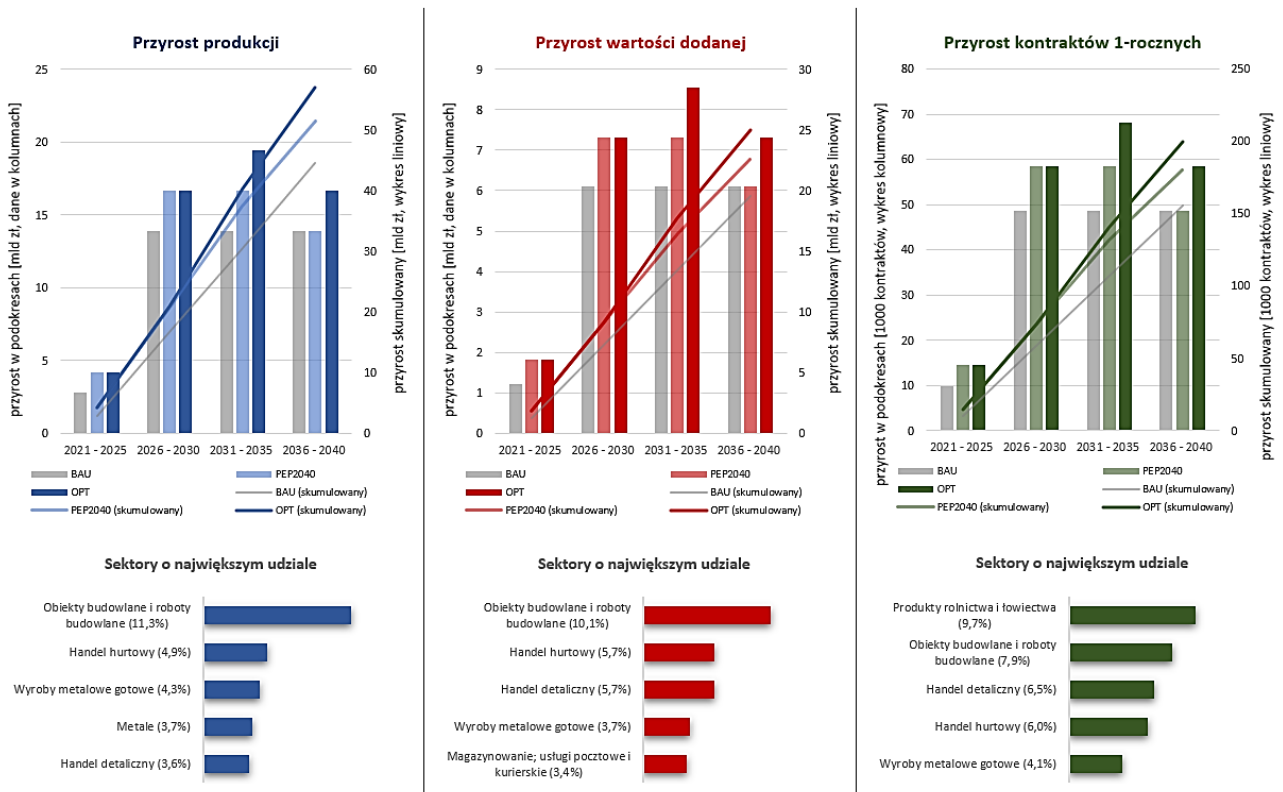 Przyrost produkcji
przyrost w podokresach [mld zł, dane w kolumnach]
25
20
15
10
5
0
60
50
40
30
20
10
0
przyrost skumulowany [mld zł, wykres liniowy]
2021 - 2025 2026 - 2030 2031 - 2035 2036 - 2040
BAU PEP2040
OPT BAU (skumulowany)
PEP2040 (skumulowany) OPT (skumulowany)
Sektory o największym udziale
Obiekty budowlane i roboty
budowlane (11,3%)
Handel hurtowy (4,9%)
Wyroby metalowe gotowe (4,3%)
Metale (3,7%)
Handel detaliczny (3,6%)
Przyrost wartości dodanej
przyrost w podokresach [mld zł, dane w kolumnach]
9
8
7
6
5
4
3
2
1
0
30
25
20
15
10
5
0
przyrost skumulowany [mld zł, wykres liniowy]
2021 - 2025 2026 - 2030 2031 - 2035 2036 - 2040
BAU PEP2040
OPT BAU (skumulowany)
PEP2040 (skumulowany) OPT (skumulowany)
Sektory o największym udziale
Obiekty budowlane i roboty
budowlane (10,1%)
Handel hurtowy (5,7%)
Handel detaliczny (5,7%)
Wyroby metalowe gotowe (3,7%)
Magazynowanie; usługi pocztowe i
kurierskie (3,4%)
Przyrost kontraktów 1-rocznych
przyrost w podokresach [1000 kontraktów, wykres kolumnowy]
80
70
60
50
40
30
20
10
0
250
200
150
100
50
0
przyrost skumulowany [1000 kontraktów, wykres liniowy]
2021 - 2025 2026 - 2030 2031 - 2035 2036 - 2040
BAU PEP2040
OPT BAU (skumulowany)
PEP2040 (skumulowany) OPT (skumulowany)
Sektory o największym udziale
Produkty rolnictwa i łowiectwa
(9,7%)
Obiekty budowlane i roboty
budowlane (7,9%)
Handel detaliczny (6,5%)
Handel hurtowy (6,0%)
Wyroby metalowe gotowe (4,1%)